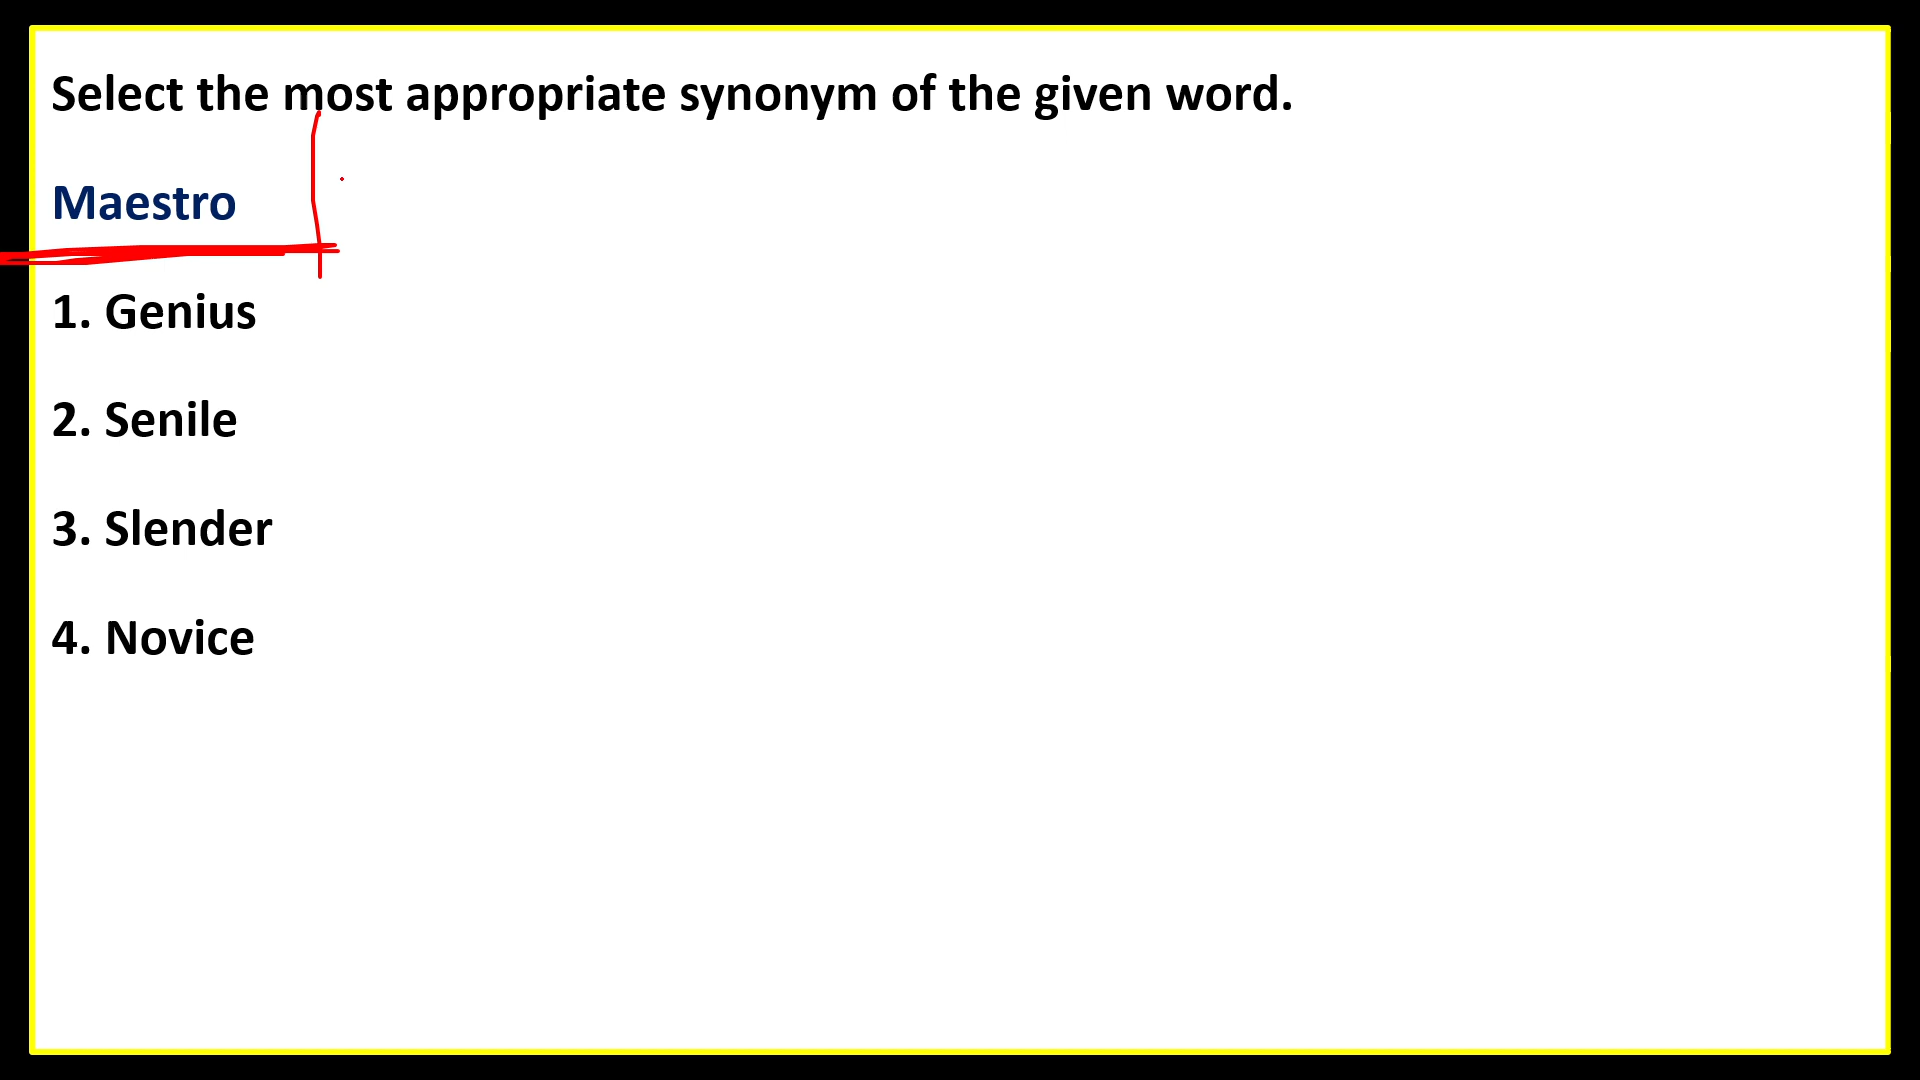 Select the most appropriate synonym of the given word.
Maestro
1. Genius
2. Senile
3. Slender
4. Novice